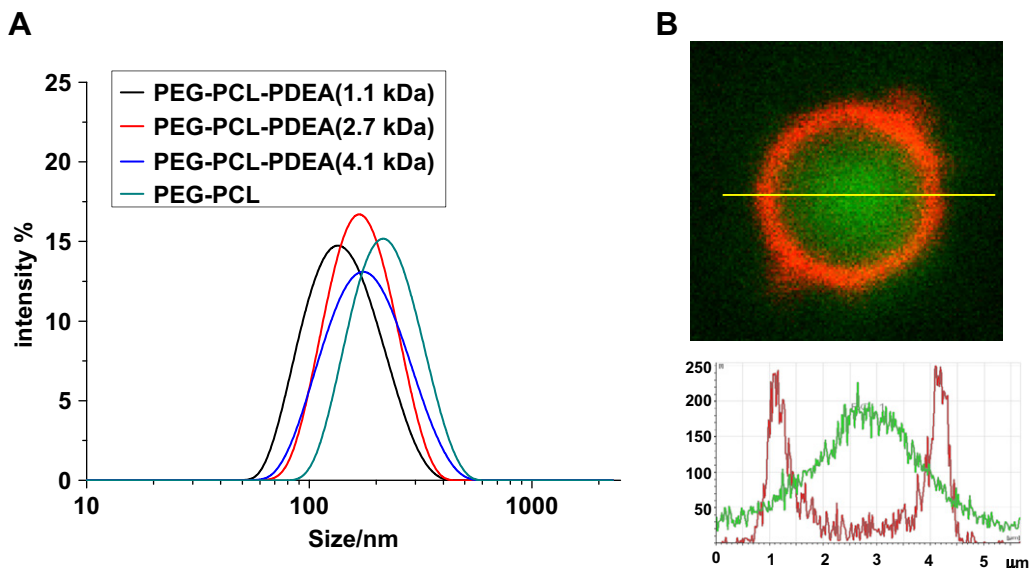 A
B
25
20
15
10
5
0
intensity %
PEG-PCL-PDEA(1.1 kDa)
PEG-PCL-PDEA(2.7 kDa)
PEG-PCL-PDEA(4.1 kDa)
PEG-PCL
10 100 1000
Size/nm
250
200
150
100
50
0 1 2 3 4 5 μm